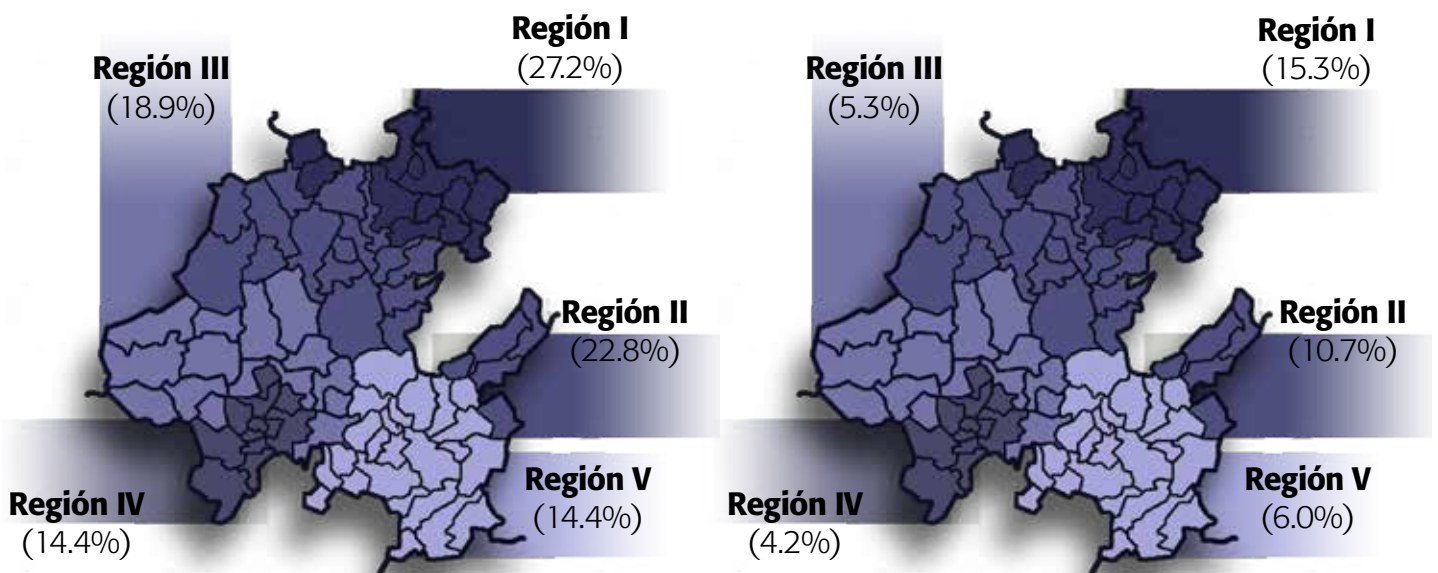 Región I
(27.2%)
Región III
(18.9%)
Región II
(22.8%)
Región V
(14.4%)
Región IV
(14.4%)
Región I
(15.3%)
Región III
(5.3%)
Región II
(10.7%)
Región V
(6.0%)
Región IV
(4.2%)